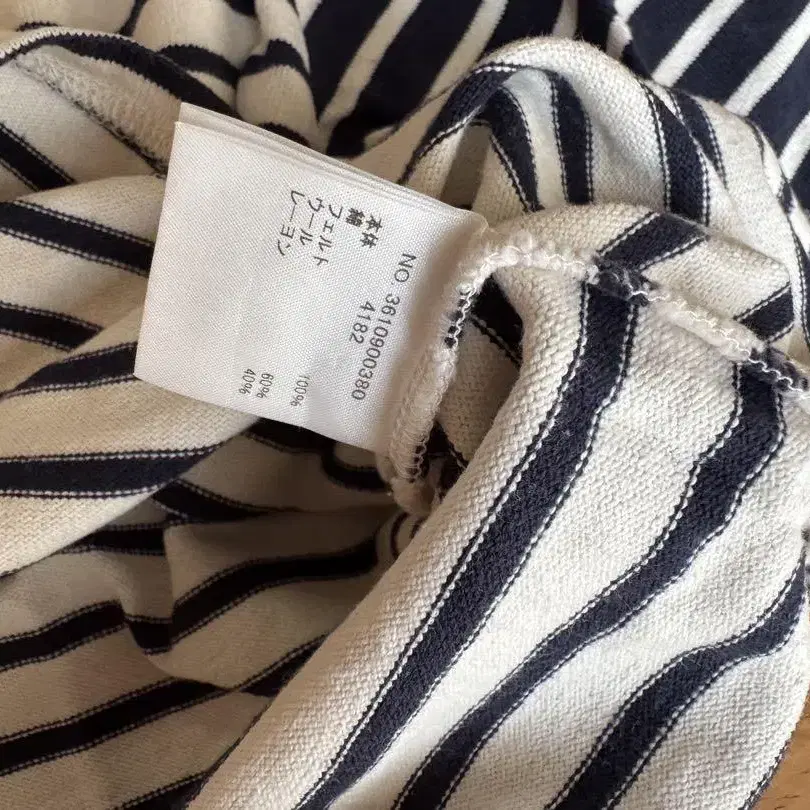 NO. 3610900380
4182
本体
綿 100%
フェルト
ウール 60%
レーヨン 40%